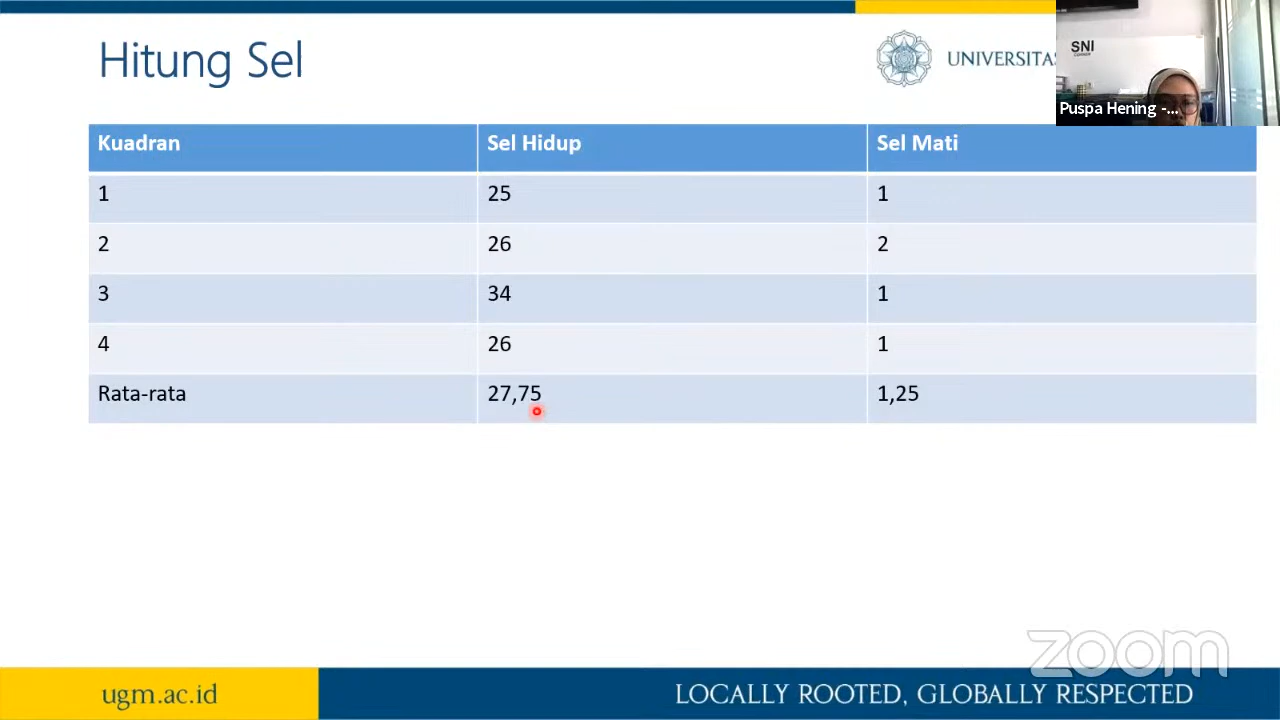 Hitung Sel
UNIVERSITAS
SNI
Puspa Hening -...
Kuadran Sel Hidup Sel Mati
1 25 1
2 26 2
3 34 1
4 26 1
Rata-rata 27,75 1,25
zoom
ugm.ac.id
LOCALLY ROOTED, GLOBALLY RESPECTED